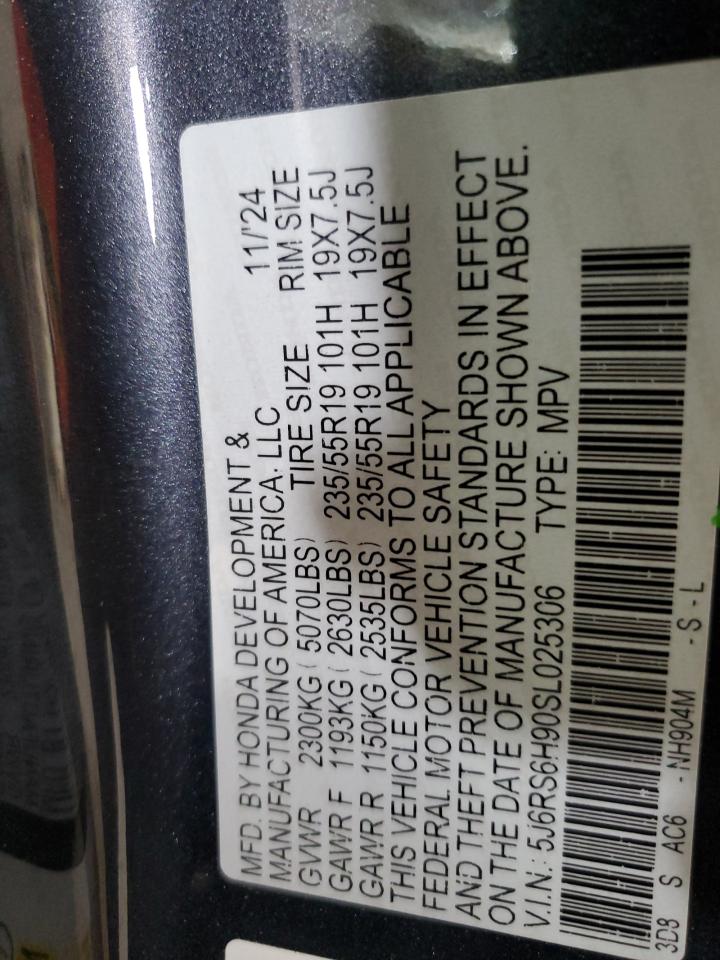 MFD. BY HONDA DEVELOPMENT &
MANUFACTURING OF AMERICA, LLC 11/'24
GVWR 2300KG ( 5070LBS) TIRE SIZE RIM SIZE
GAWR F 1193KG ( 2630LBS) 235/55R19 101H 19X7.5J
GAWR R 1150KG ( 2535LBS) 235/55R19 101H 19X7.5J
THIS VEHICLE CONFORMS TO ALL APPLICABLE
FEDERAL MOTOR VEHICLE SAFETY
AND THEFT PREVENTION STANDARDS IN EFFECT
ON THE DATE OF MANUFACTURE SHOWN ABOVE.
V.I.N.: 5J6RS6H90SL025306 TYPE: MPV
3D8 S AC6 - NH904M - S - L